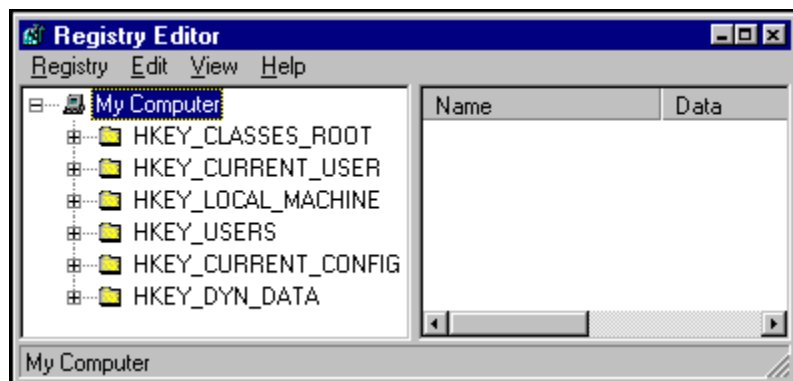 Registry Editor
Registry Edit View Help
My Computer
HKEY_CLASSES_ROOT
HKEY_CURRENT_USER
HKEY_LOCAL_MACHINE
HKEY_USERS
HKEY_CURRENT_CONFIG
HKEY_DYN_DATA
Name Data
My Computer